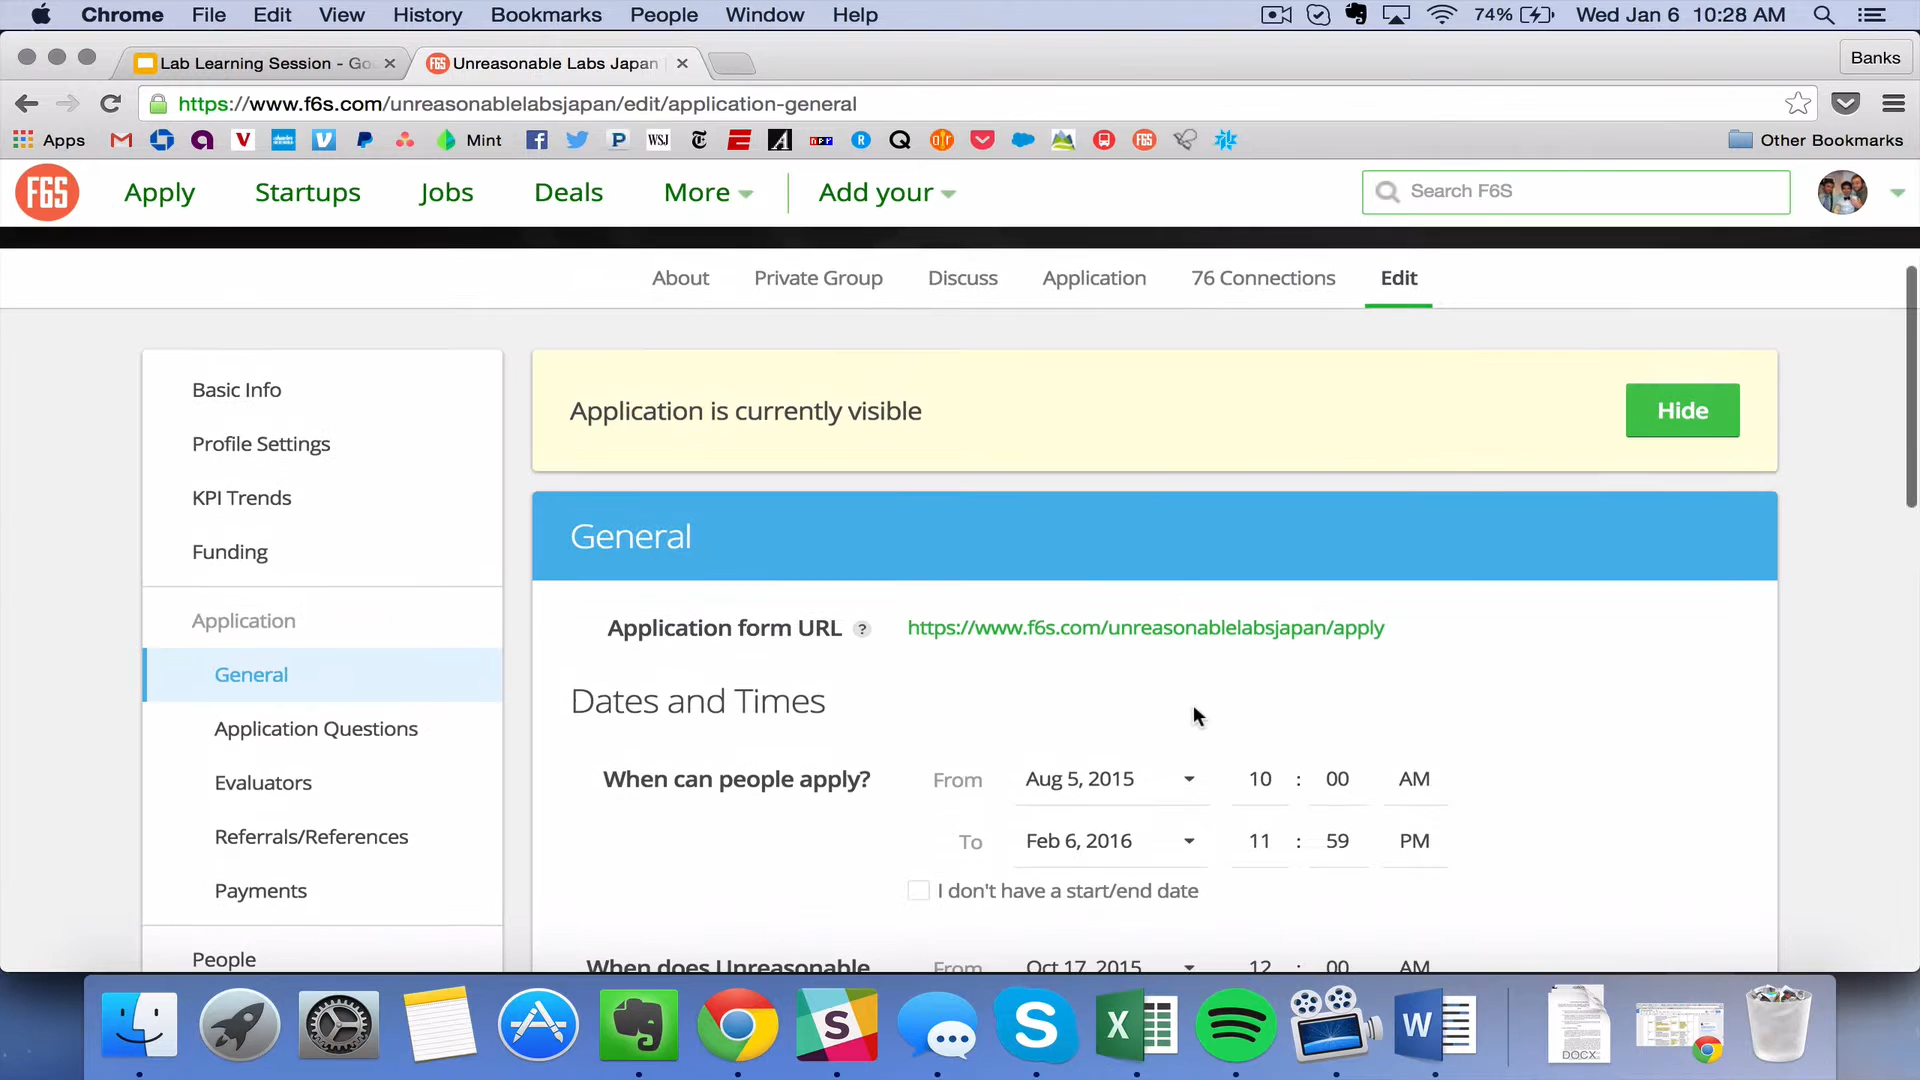 Chrome File Edit View History Bookmarks People Window Help 74% Wed Jan 6 10:28 AM
Lab Learning Session - Go Unreasonable Labs Japan Banks
https://www.f6s.com/unreasonablelabsjapan/edit/application-general
Apps Mint WSJ Other Bookmarks
F6S Apply Startups Jobs Deals More Add your Search F6S
About Private Group Discuss Application 76 Connections Edit
Basic Info
Profile Settings
KPI Trends
Funding
Application
General
Application Questions
Evaluators
Referrals/References
Payments
People
Application is currently visible Hide
General
Application form URL ? https://www.f6s.com/unreasonablelabsjapan/apply
Dates and Times
When can people apply? From Aug 5, 2015 10 : 00 AM
To Feb 6, 2016 11 : 59 PM
I don't have a start/end date
When does Unreasonable From Oct 17, 2015 12 : 00 AM
DOCX